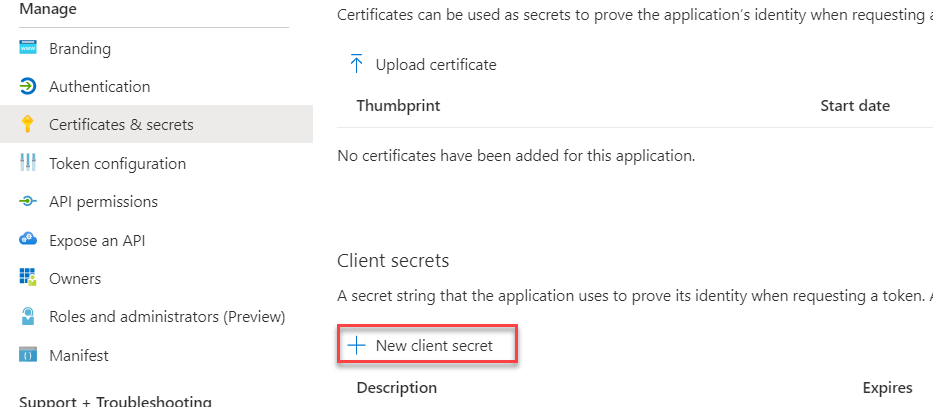 Manage
Branding
Authentication
Certificates & secrets
Token configuration
API permissions
Expose an API
Owners
Roles and administrators (Preview)
Manifest
Support + Troubleshooting
Certificates can be used as secrets to prove the application's identity when requesting a
Upload certificate
Thumbprint Start date
No certificates have been added for this application.
Client secrets
A secret string that the application uses to prove its identity when requesting a token. A
New client secret
Description Expires